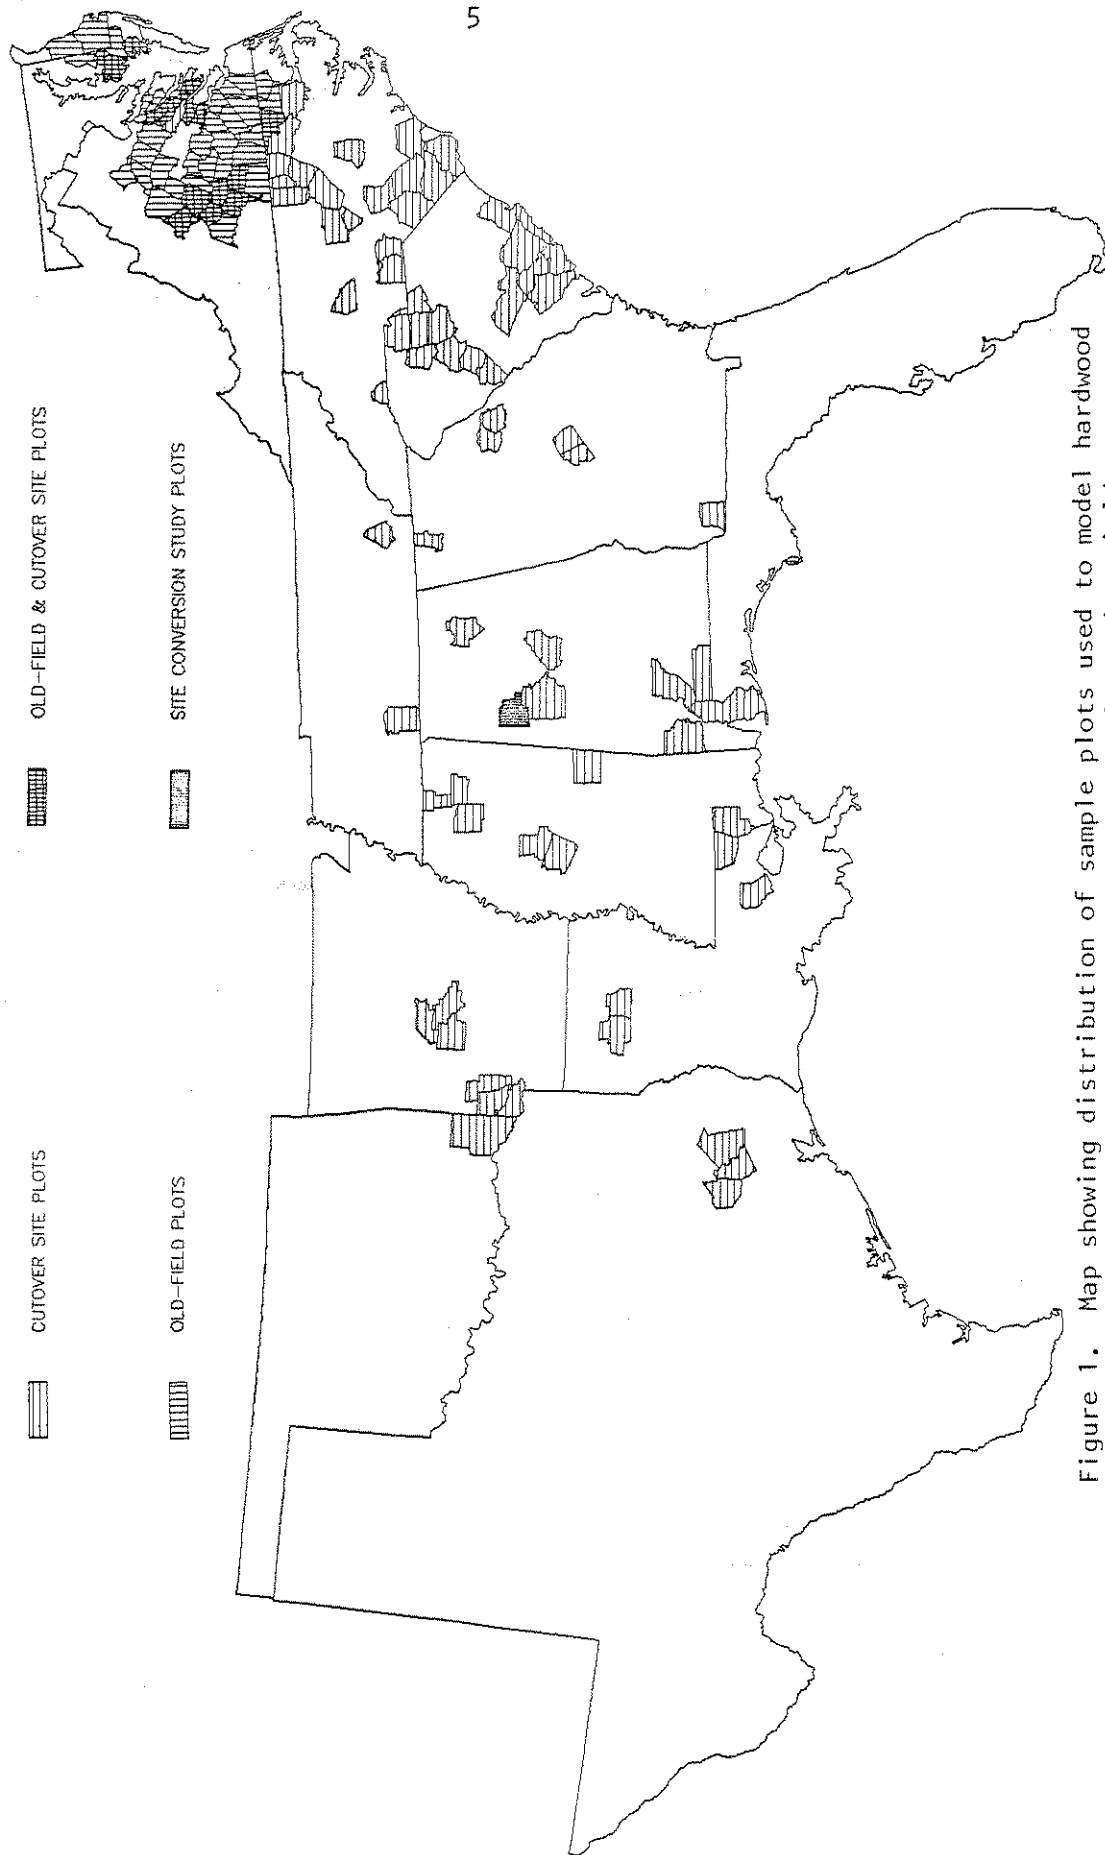 5
CUTOVER SITE PLOTS
OLD-FIELD & CUTOVER SITE PLOTS
OLD-FIELD PLOTS
SITE CONVERSION STUDY PLOTS
Figure 1. Map showing distribution of sample plots used to model hardwood